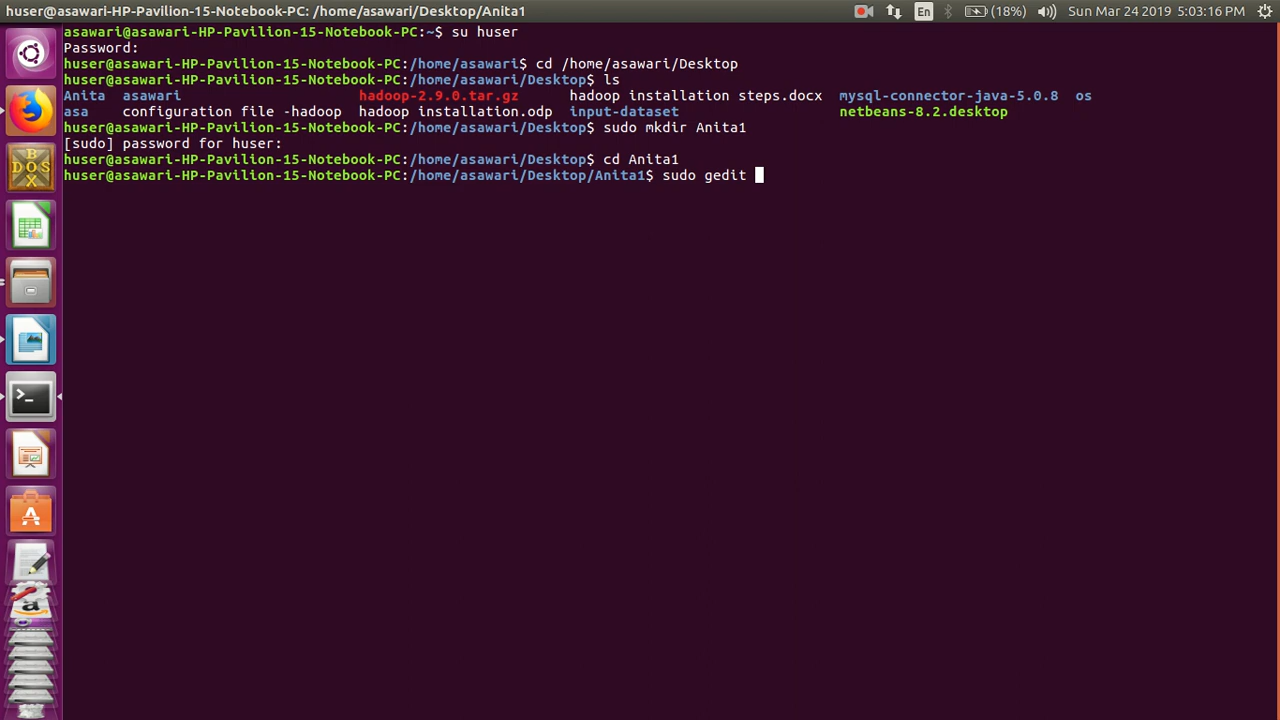 huser@asawari-HP-Pavilion-15-Notebook-PC: /home/asawari/Desktop/Anita1
En (18%) Sun Mar 24 2019 5:03:16 PM
asawari@asawari-HP-Pavilion-15-Notebook-PC:~$ su huser
Password:
huser@asawari-HP-Pavilion-15-Notebook-PC:/home/asawari$ cd /home/asawari/Desktop
huser@asawari-HP-Pavilion-15-Notebook-PC:/home/asawari/Desktop$ ls
Anita asawari hadoop-2.9.0.tar.gz hadoop installation steps.docx mysql-connector-java-5.0.8 os
asa configuration file -hadoop hadoop installation.odp input-dataset netbeans-8.2.desktop
huser@asawari-HP-Pavilion-15-Notebook-PC:/home/asawari/Desktop$ sudo mkdir Anita1
[sudo] password for huser:
huser@asawari-HP-Pavilion-15-Notebook-PC:/home/asawari/Desktop$ cd Anita1
huser@asawari-HP-Pavilion-15-Notebook-PC:/home/asawari/Desktop/Anita1$ sudo gedit
B
DOS
X
>_
A
a